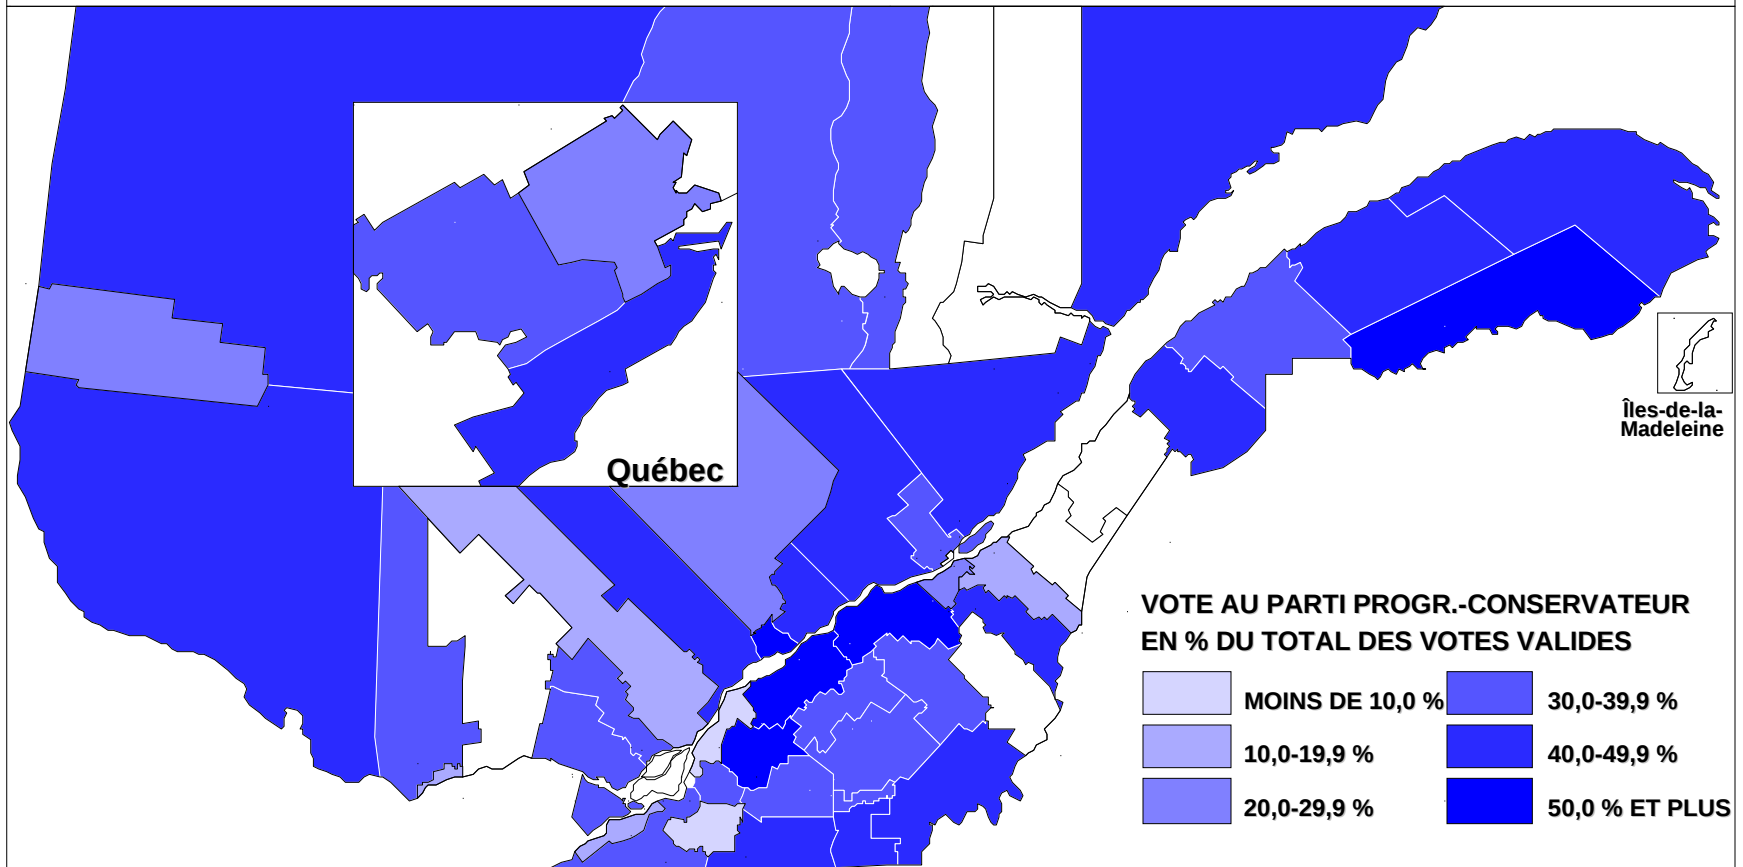 Québec
Îles-de-la-
Madeleine
VOTE AU PARTI PROGR.-CONSERVATEUR
EN % DU TOTAL DES VOTES VALIDES
MOINS DE 10,0 %
30,0-39,9 %
10,0-19,9 %
40,0-49,9 %
20,0-29,9 %
50,0 % ET PLUS